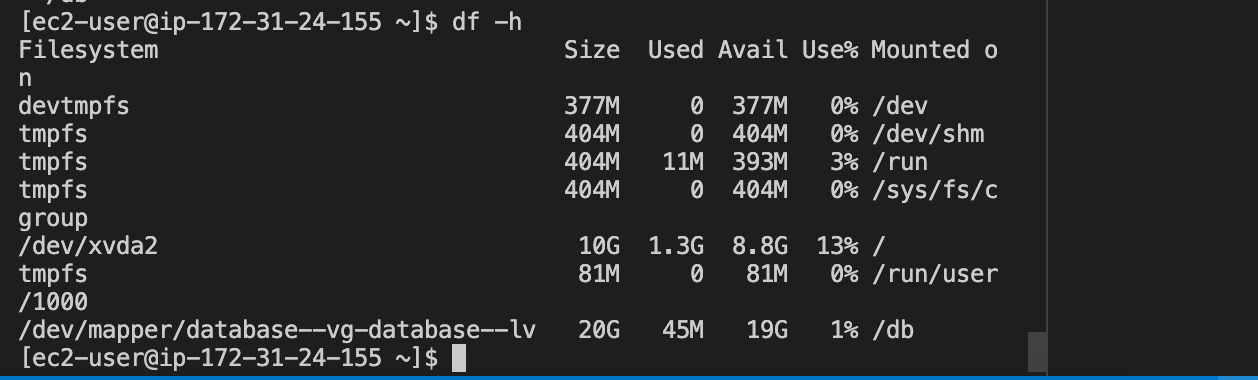 [ec2-user@ip-172-31-24-155 ~]$ df -h
Filesystem                             Size  Used Avail Use% Mounted o
n
devtmpfs                               377M     0  377M   0% /dev
tmpfs                                  404M     0  404M   0% /dev/shm
tmpfs                                  404M   11M  393M   3% /run
tmpfs                                  404M     0  404M   0% /sys/fs/c
group
/dev/xvda2                              10G  1.3G  8.8G  13% /
tmpfs                                   81M     0   81M   0% /run/user
/1000
/dev/mapper/database--vg-database--lv   20G   45M   19G   1% /db
[ec2-user@ip-172-31-24-155 ~]$